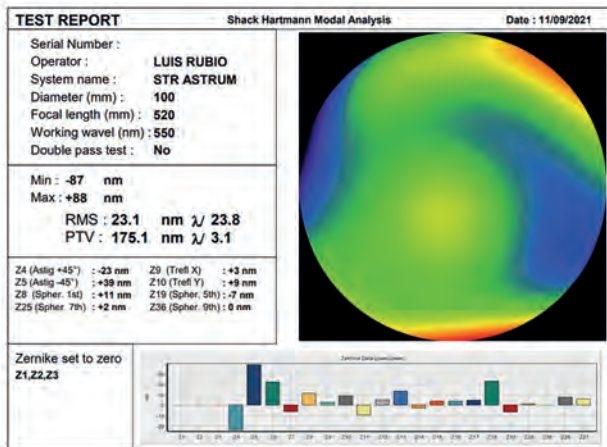 TEST REPORT
Shack Hartmann Modal Analysis
Date : 11/09/2021
Serial Number :
Operator : LUIS RUBIO
System name : STR ASTRUM
Diameter (mm) : 100
Focal length (mm) : 520
Working wavel (nm) : 550
Double pass test : No
Min : -87 nm
Max : +88 nm
RMS : 23.1 nm λ/ 23.8
PTV : 175.1 nm λ/ 3.1
Z4 (Astig +45°) : -23 nm Z9 (Trefl X) : +3 nm
Z5 (Astig -45°) : +39 nm Z10 (Trefl Y) : +9 nm
Z8 (Spher. 1st) : +11 nm Z19 (Spher. 5th) : -7 nm
Z25 (Spher. 7th) : +2 nm Z36 (Spher. 9th) : 0 nm
Zernike set to zero
Z1,Z2,Z3